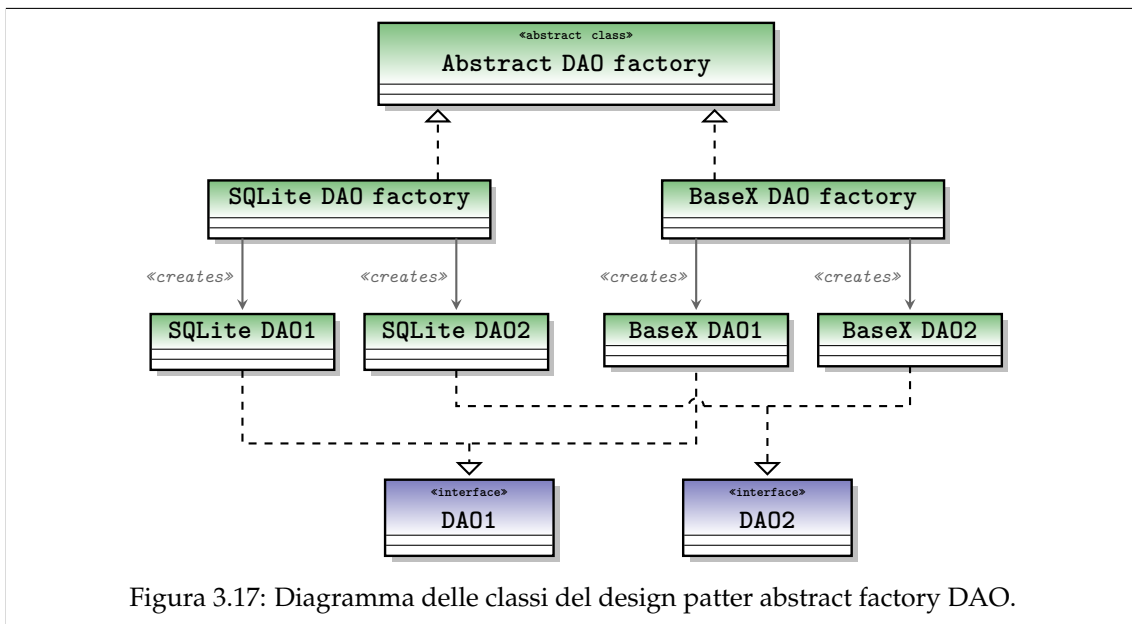 «abstract class»
Abstract DAO factory
SQLite DAO factory
BaseX DAO factory
«creates»
«creates»
«creates»
«creates»
SQLite DAO1
SQLite DAO2
BaseX DAO1
BaseX DAO2
«interface»
DAO1
«interface»
DAO2
Figura 3.17: Diagramma delle classi del design patter abstract factory DAO.